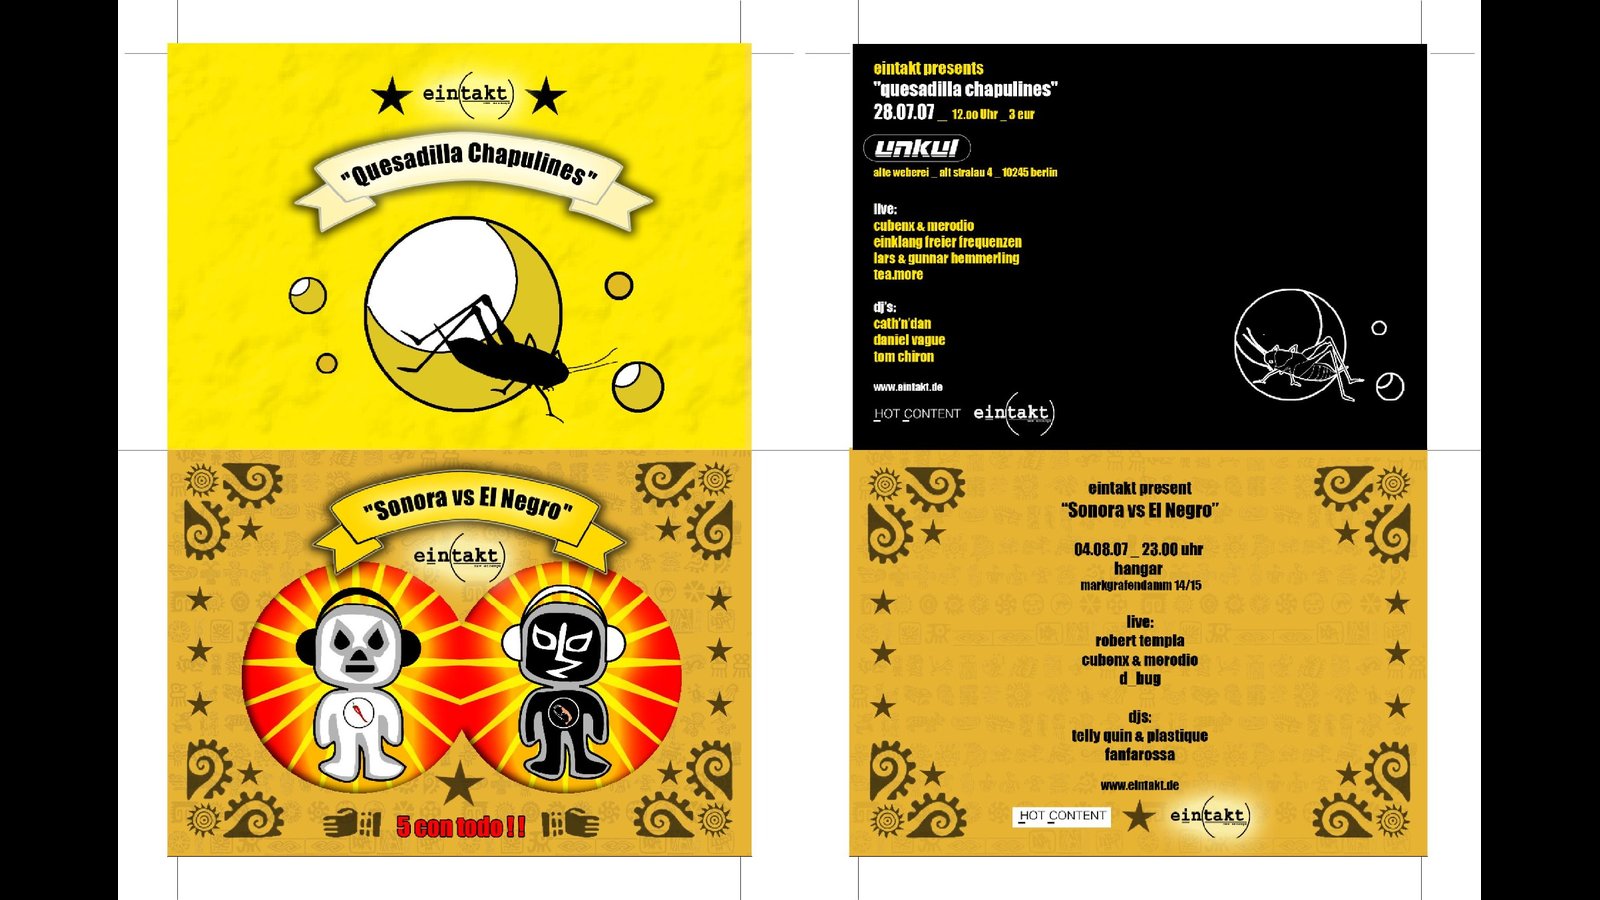 eintakt
"Quesadilla Chapulines"
eintakt presents
"quesadilla chapulines"
28.07.07 _ 12.00 Uhr _ 3 eur
unkul
alte weberei _ alt stralau 4 _ 10245 berlin
live:
cubenx & merodio
einklang freier frequenzen
lars & gunnar hemmerling
tea.more
dj's:
cath'n'dan
daniel vague
tom chiron
www.eintakt.de
HOT CONTENT eintakt
"Sonora vs El Negro"
eintakt
5 con todo ! !
eintakt present
“Sonora vs El Negro”
04.08.07 _ 23.00 uhr
hangar
markgrafendamm 14/15
live:
robert templa
cubenx & merodio
d_bug
djs:
telly quin & plastique
fanfarossa
www.eintakt.de
HOT CONTENT eintakt